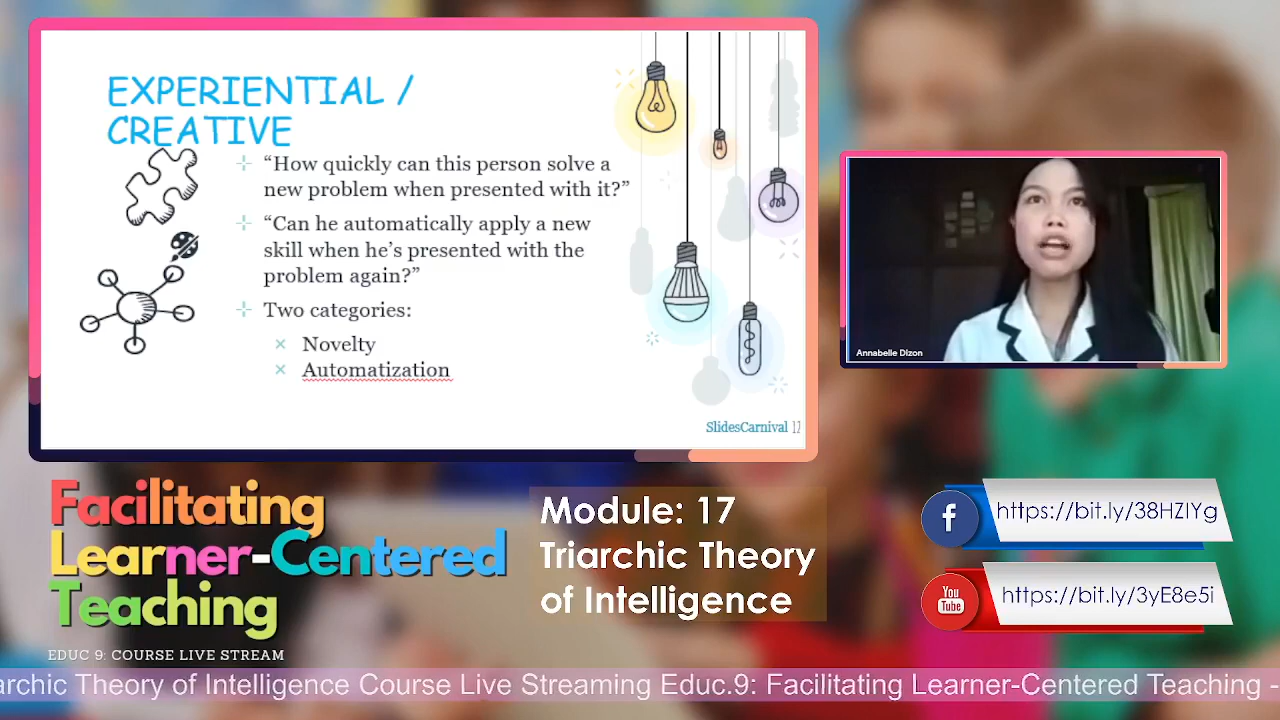 EXPERIENTIAL /
CREATIVE
“How quickly can this person solve a
new problem when presented with it?”
“Can he automatically apply a new
skill when he’s presented with the
problem again?”
Two categories:
Novelty
Automatization
SlidesCarnival 17
Annabelle Dizon
Facilitating
Learner-Centered
Teaching
EDUC 9: COURSE LIVE STREAM
Module: 17
Triarchic Theory
of Intelligence
f
https://bit.ly/38HZIYg
You
Tube
https://bit.ly/3yE8e5i
archic Theory of Intelligence Course Live Streaming Educ.9: Facilitating Learner-Centered Teaching -